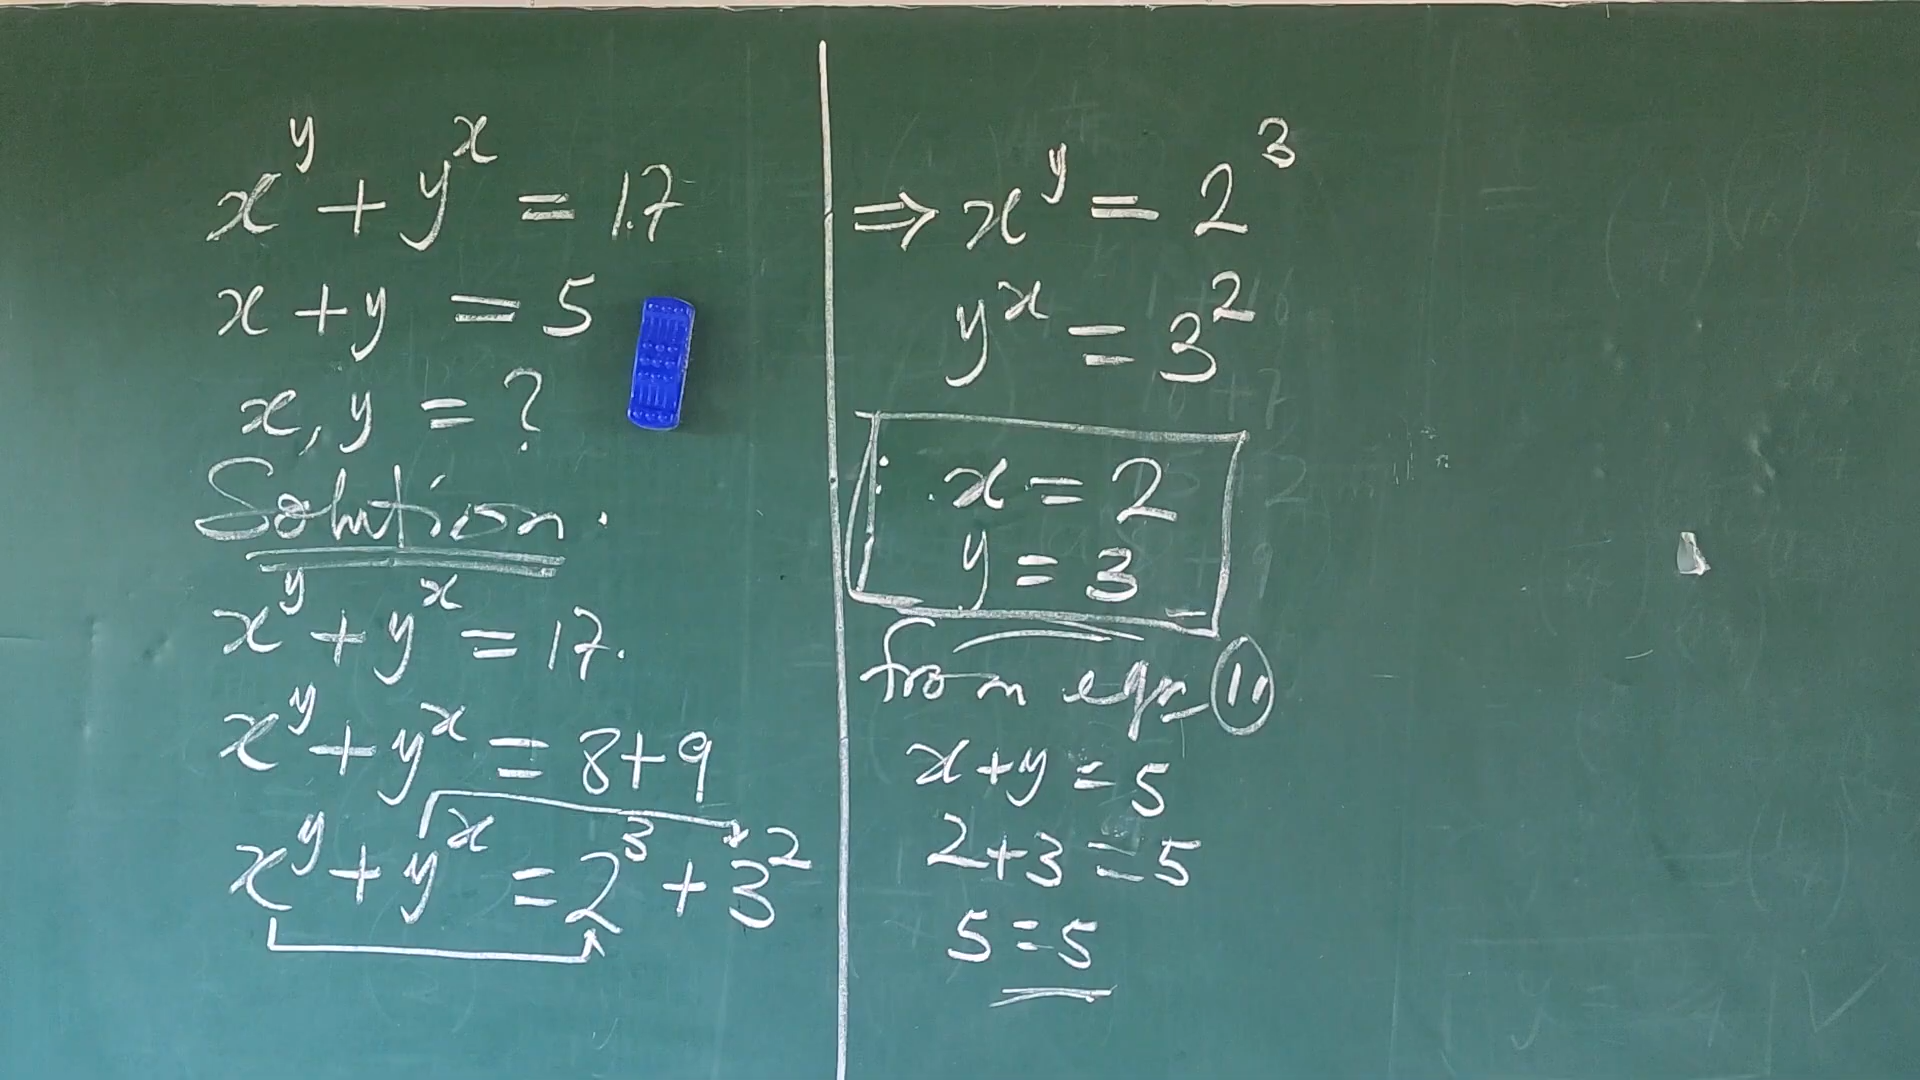 x^y + y^x = 17
x + y = 5
x, y = ?
Solution.
x^y + y^x = 17.
x^y + y^x = 8+9
x^y + y^x = 2^3 + 3^2
⇒ x^y = 2^3
y^x = 3^2
∴ x = 2
y = 3
from eqn (11)
x + y = 5
2+3 = 5
5 = 5